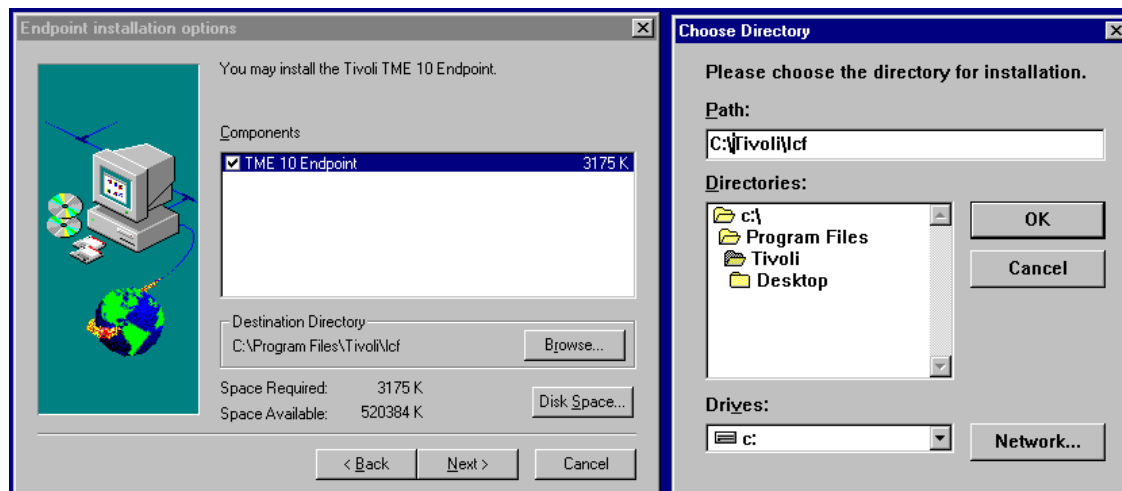 Endpoint installation options
You may install the Tivoli TME 10 Endpoint.
Components
TME 10 Endpoint 3175 K
Destination Directory
C:\Program Files\Tivoli\lcf
Browse...
Space Required: 3175 K
Space Available: 520384 K
Disk Space...
< Back
Next >
Cancel
Choose Directory
Please choose the directory for installation.
Path:
C:\Tivoli\lcf
Directories:
c:\
Program Files
Tivoli
Desktop
OK
Cancel
Drives:
c:
Network...